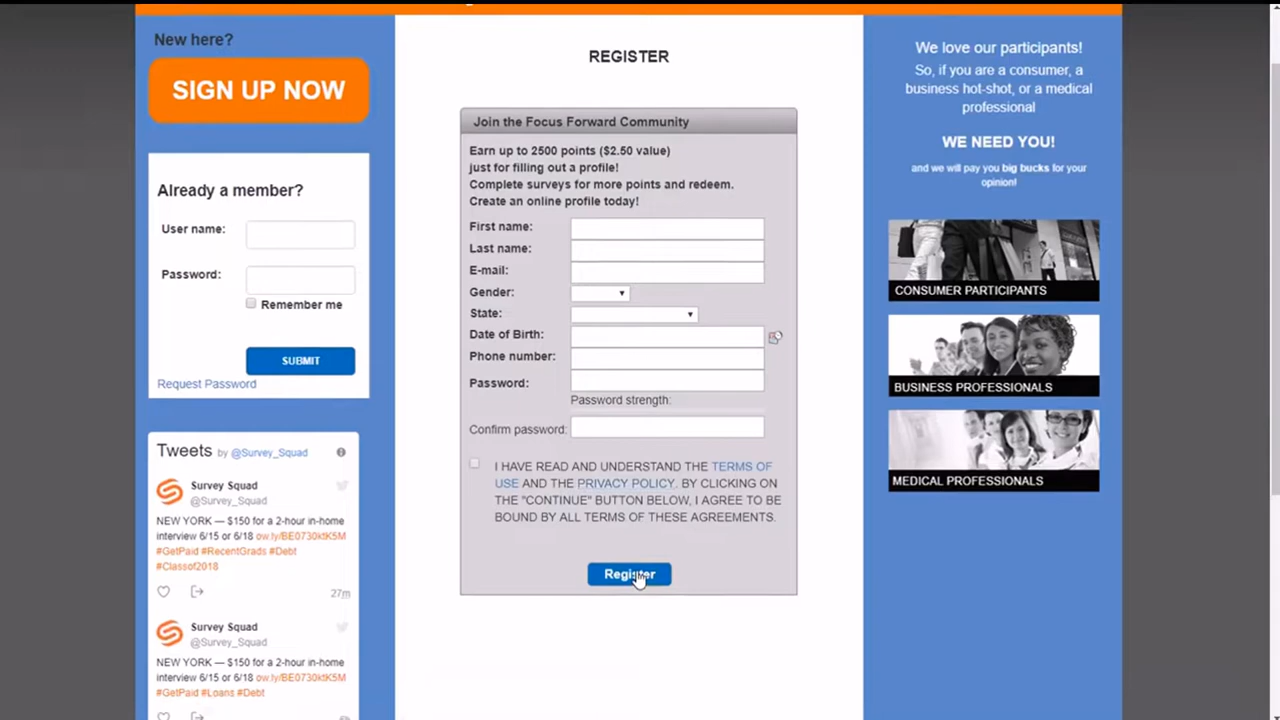 New here?
SIGN UP NOW
Already a member?
User name:
Password:
Remember me
SUBMIT
Request Password
Tweets by @Survey_Squad
Survey Squad
@Survey_Squad
NEW YORK — $150 for a 2-hour in-home
interview 6/15 or 6/18 ow.ly/BE0730ktK5M
#GetPaid #RecentGrads #Debt
#Classof2018
27m
Survey Squad
@Survey_Squad
NEW YORK — $150 for a 2-hour in-home
interview 6/15 or 6/18 ow.ly/BE0730ktK5M
#GetPaid #Loans #Debt
REGISTER
Join the Focus Forward Community
Earn up to 2500 points ($2.50 value)
just for filling out a profile!
Complete surveys for more points and redeem.
Create an online profile today!
First name:
Last name:
E-mail:
Gender:
State:
Date of Birth:
Phone number:
Password:
Password strength:
Confirm password:
I HAVE READ AND UNDERSTAND THE TERMS OF
USE AND THE PRIVACY POLICY. BY CLICKING ON
THE "CONTINUE" BUTTON BELOW, I AGREE TO BE
BOUND BY ALL TERMS OF THESE AGREEMENTS.
Register
We love our participants!
So, if you are a consumer, a
business hot-shot, or a medical
professional
WE NEED YOU!
and we will pay you big bucks for your
opinion!
CONSUMER PARTICIPANTS
BUSINESS PROFESSIONALS
MEDICAL PROFESSIONALS